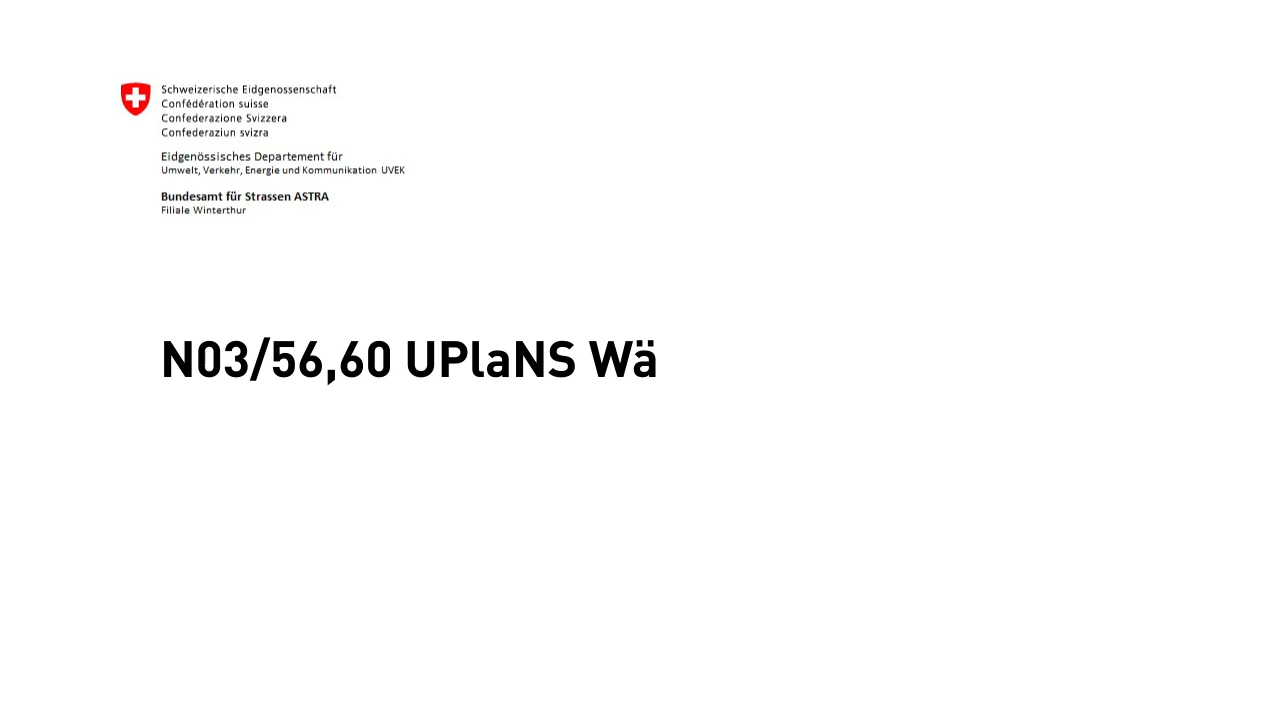 Schweizerische Eidgenossenschaft
Confédération suisse
Confederazione Svizzera
Confederaziun svizra
Eidgenössisches Departement für
Umwelt, Verkehr, Energie und Kommunikation UVEK
Bundesamt für Strassen ASTRA
Filiale Winterthur
N03/56,60 UPlaNS Wä